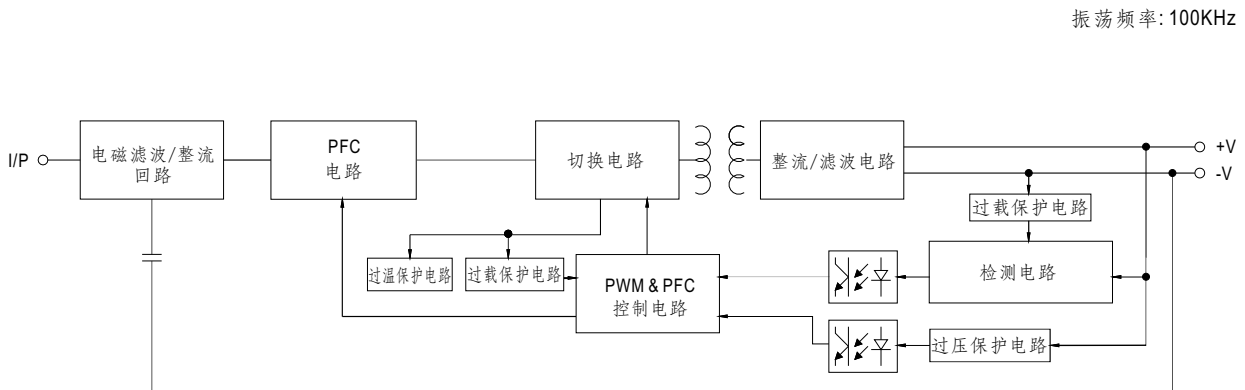 振荡频率: 100KHz
I/P
电磁滤波/整流
回路
PFC
电路
切换电路
整流/滤波电路
+V
-V
过载保护电路
过温保护电路
过载保护电路
PWM & PFC
控制电路
检测电路
过压保护电路